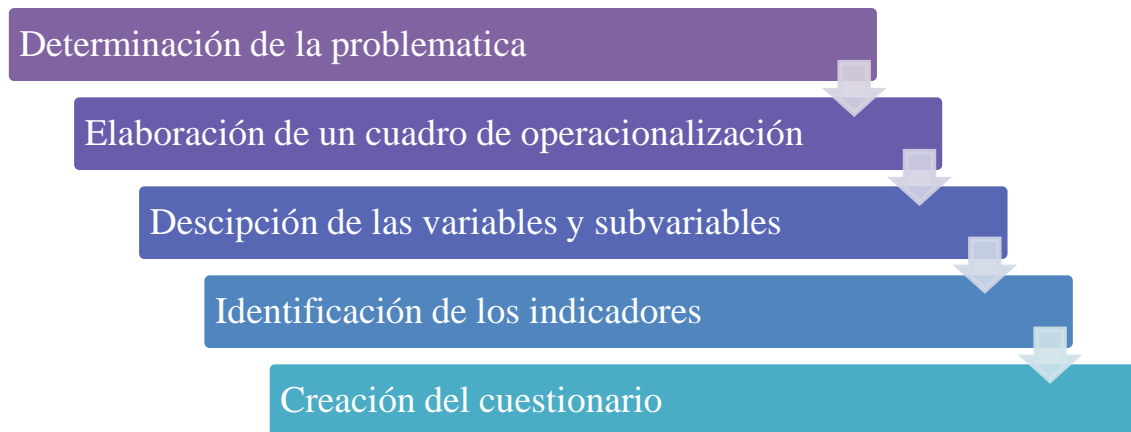 Determinación de la problematica
Elaboración de un cuadro de operacionalización
Descipción de las variables y subvariables
Identificación de los indicadores
Creación del cuestionario